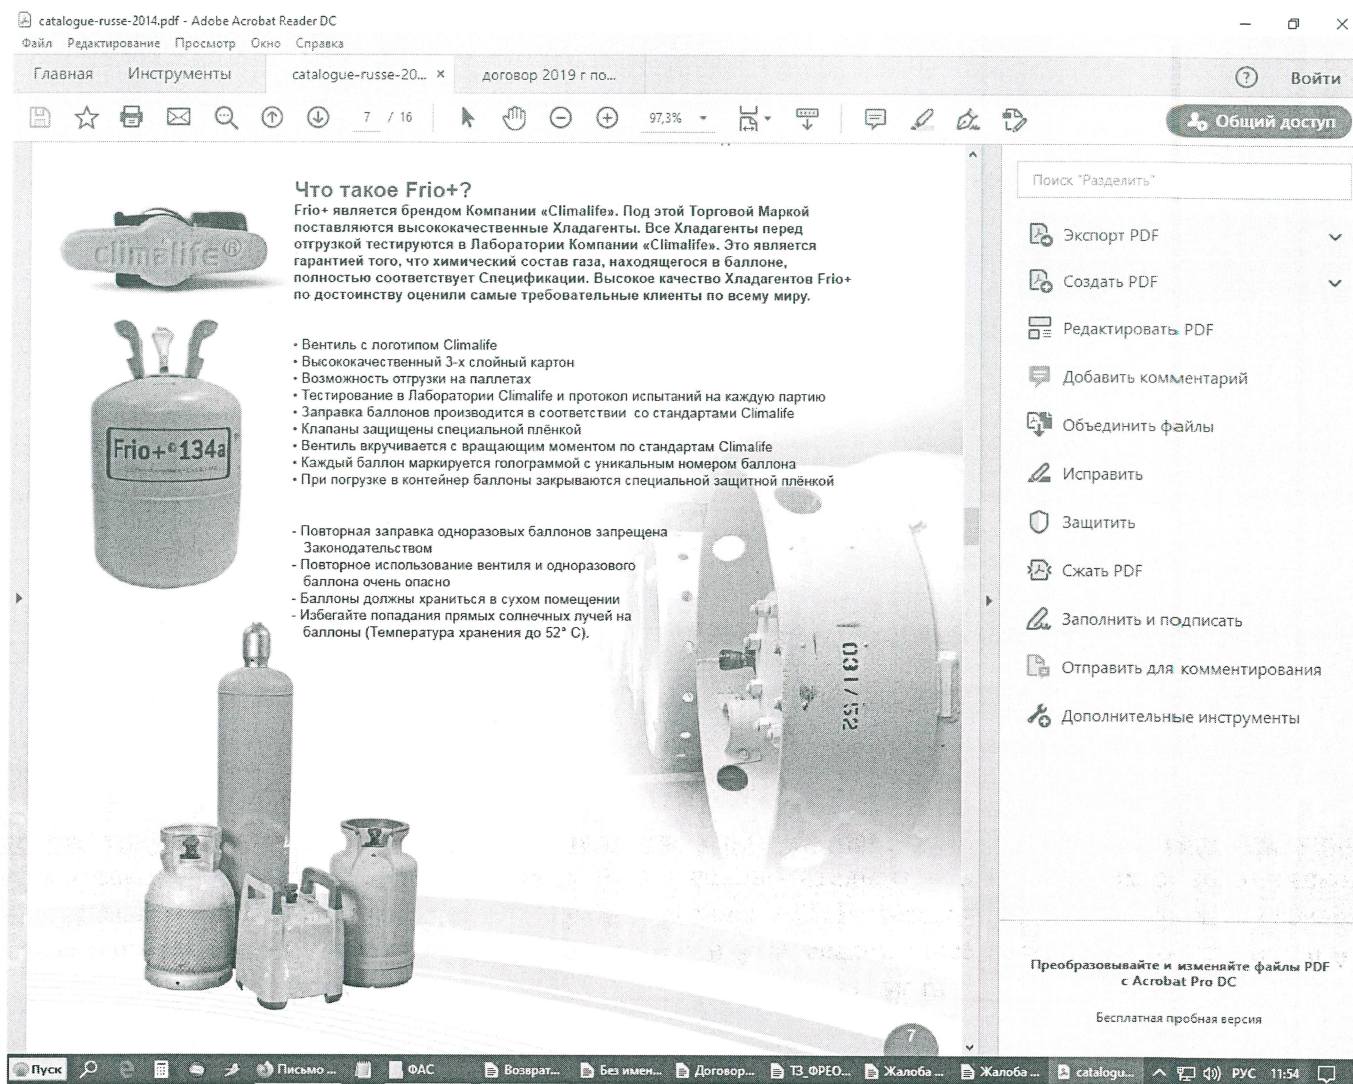 catalogue-russe-2014.pdf - Adobe Acrobat Reader DC
Файл Редактирование Просмотр Окно Справка
Главная Инструменты catalogue-russe-20... × договор 2019 г по... Войти
7 / 16 97,3% Общий доступ
Что такое Frio+?
Frio+ является брендом Компании «Climalife». Под этой Торговой Маркой
поставляются высококачественные Хладагенты. Все Хладагенты перед
отгрузкой тестируются в Лаборатории Компании «Climalife». Это является
гарантией того, что химический состав газа, находящегося в баллоне,
полностью соответствует Спецификации. Высокое качество Хладагентов Frio+
по достоинству оценили самые требовательные клиенты по всему миру.
climalife®
• Вентиль с логотипом Climalife
• Высококачественный 3-х слойный картон
• Возможность отгрузки на паллетах
• Тестирование в Лаборатории Climalife и протокол испытаний на каждую партию
• Заправка баллонов производится в соответствии со стандартами Climalife
• Клапаны защищены специальной плёнкой
• Вентиль вкручивается с вращающим моментом по стандартам Climalife
• Каждый баллон маркируется голограммой с уникальным номером баллона
• При погрузке в контейнер баллоны закрываются специальной защитной плёнкой
Frio+® 134a
- Повторная заправка одноразовых баллонов запрещена
Законодательством
- Повторное использование вентиля и одноразового
баллона очень опасно
- Баллоны должны храниться в сухом помещении
- Избегайте попадания прямых солнечных лучей на
баллоны (Температура хранения до 52° C).
031/52
7
Поиск "Разделить"
Экспорт PDF
Создать PDF
Редактировать PDF
Добавить комментарий
Объединить файлы
Исправить
Защитить
Сжать PDF
Заполнить и подписать
Отправить для комментирования
Дополнительные инструменты
Преобразовывайте и изменяйте файлы PDF
с Acrobat Pro DC
Бесплатная пробная версия
Пуск Письмо ... ФАС Возврат... Без имен... Договор... ТЗ_ФРЕО... Жалоба ... Жалоба ... catalogu... РУС 11:54